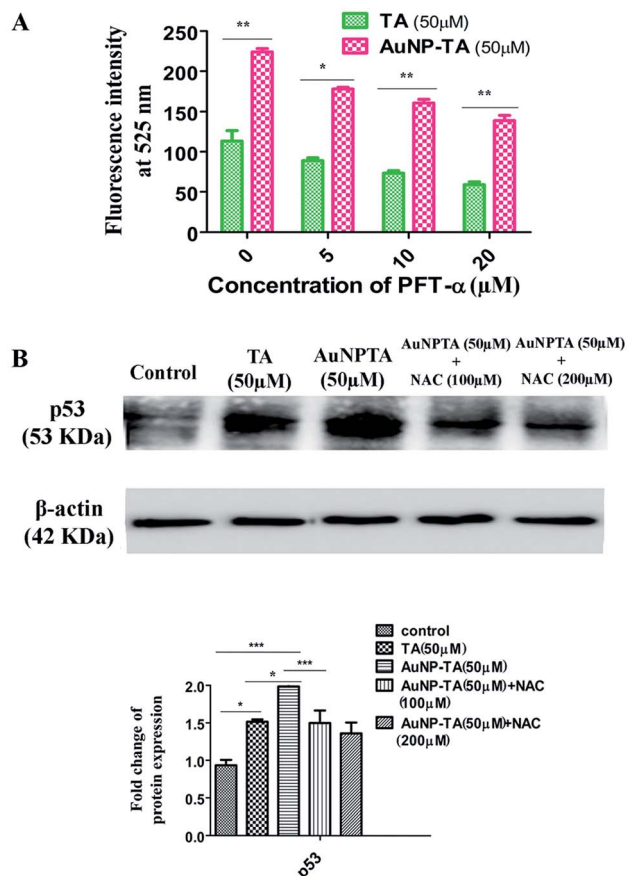 A
TA (50μM)
AuNP-TA (50μM)
Fluorescence intensity
at 525 nm
250
200
150
100
50
0
**
*
**
**
0
5
10
20
Concentration of PFT-α (μM)
B
Control
TA
(50μM)
AuNPTA
(50μM)
AuNPTA (50μM)
+
NAC (100μM)
AuNPTA (50μM)
+
NAC (200μM)
p53
(53 KDa)
β-actin
(42 KDa)
control
TA(50μM)
AuNP-TA(50μM)
AuNP-TA(50μM)+NAC
(100μM)
AuNP-TA(50μM)+NAC
(200μM)
Fold change of
protein expression
2.0
1.5
1.0
0.5
0.0
***
***
*
*
p53